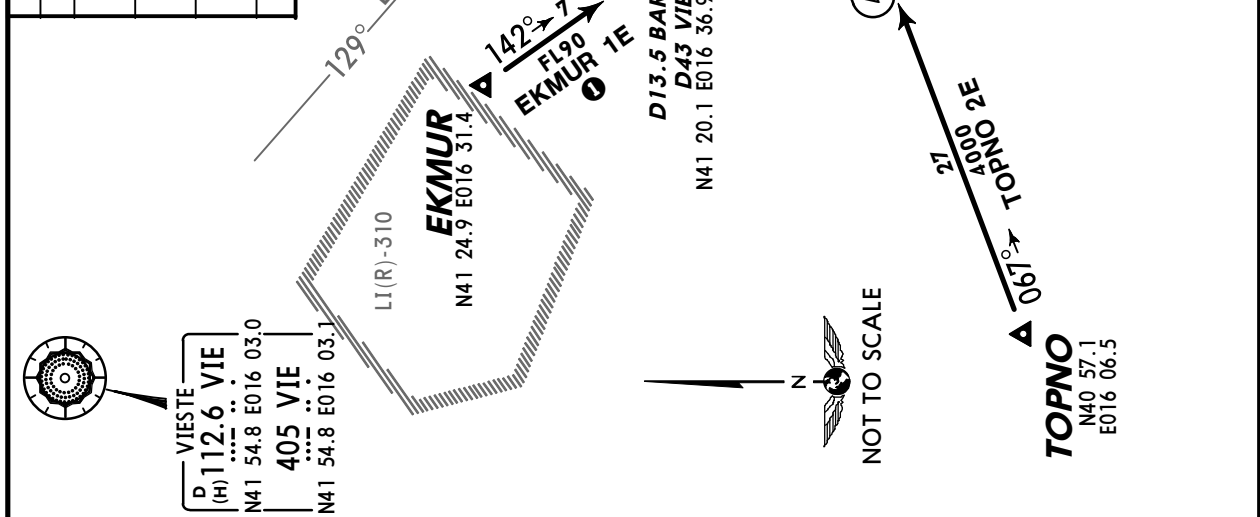 129°
142° 7
FL90
EKMUR 1E
1
D13.5 BAR
D43 VIE
N41 20.1 E016 36.9
LI(R)-310
EKMUR
N41 24.9 E016 31.4
VIESTE
D
(H) 112.6 VIE
N41 54.8 E016 03.0
405 VIE
N41 54.8 E016 03.1
N
NOT TO SCALE
27
4000
TOPNO 2E
067°
TOPNO
N40 57.1
E016 06.5